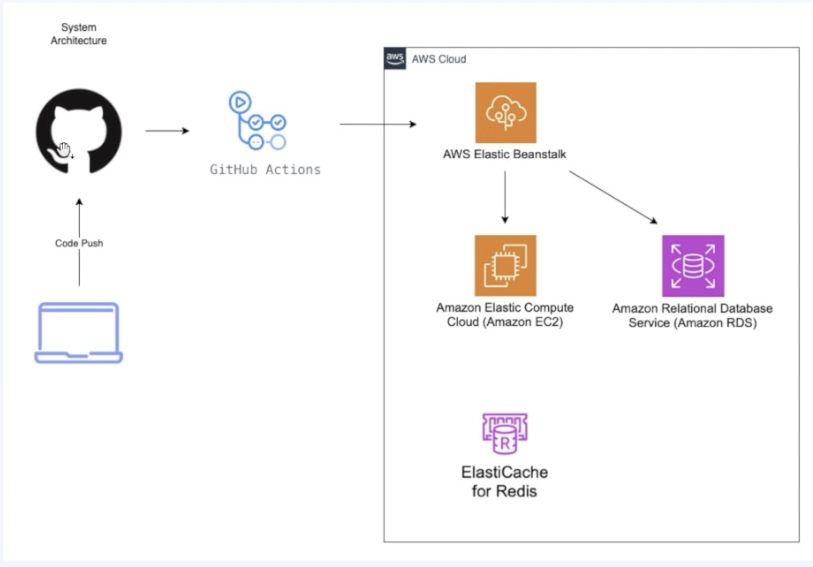 System
Architecture
aws
AWS Cloud
AWS Elastic Beanstalk
GitHub Actions
Code Push
Amazon Elastic Compute
Cloud (Amazon EC2)
Amazon Relational Database
Service (Amazon RDS)
R
ElastiCache
for Redis